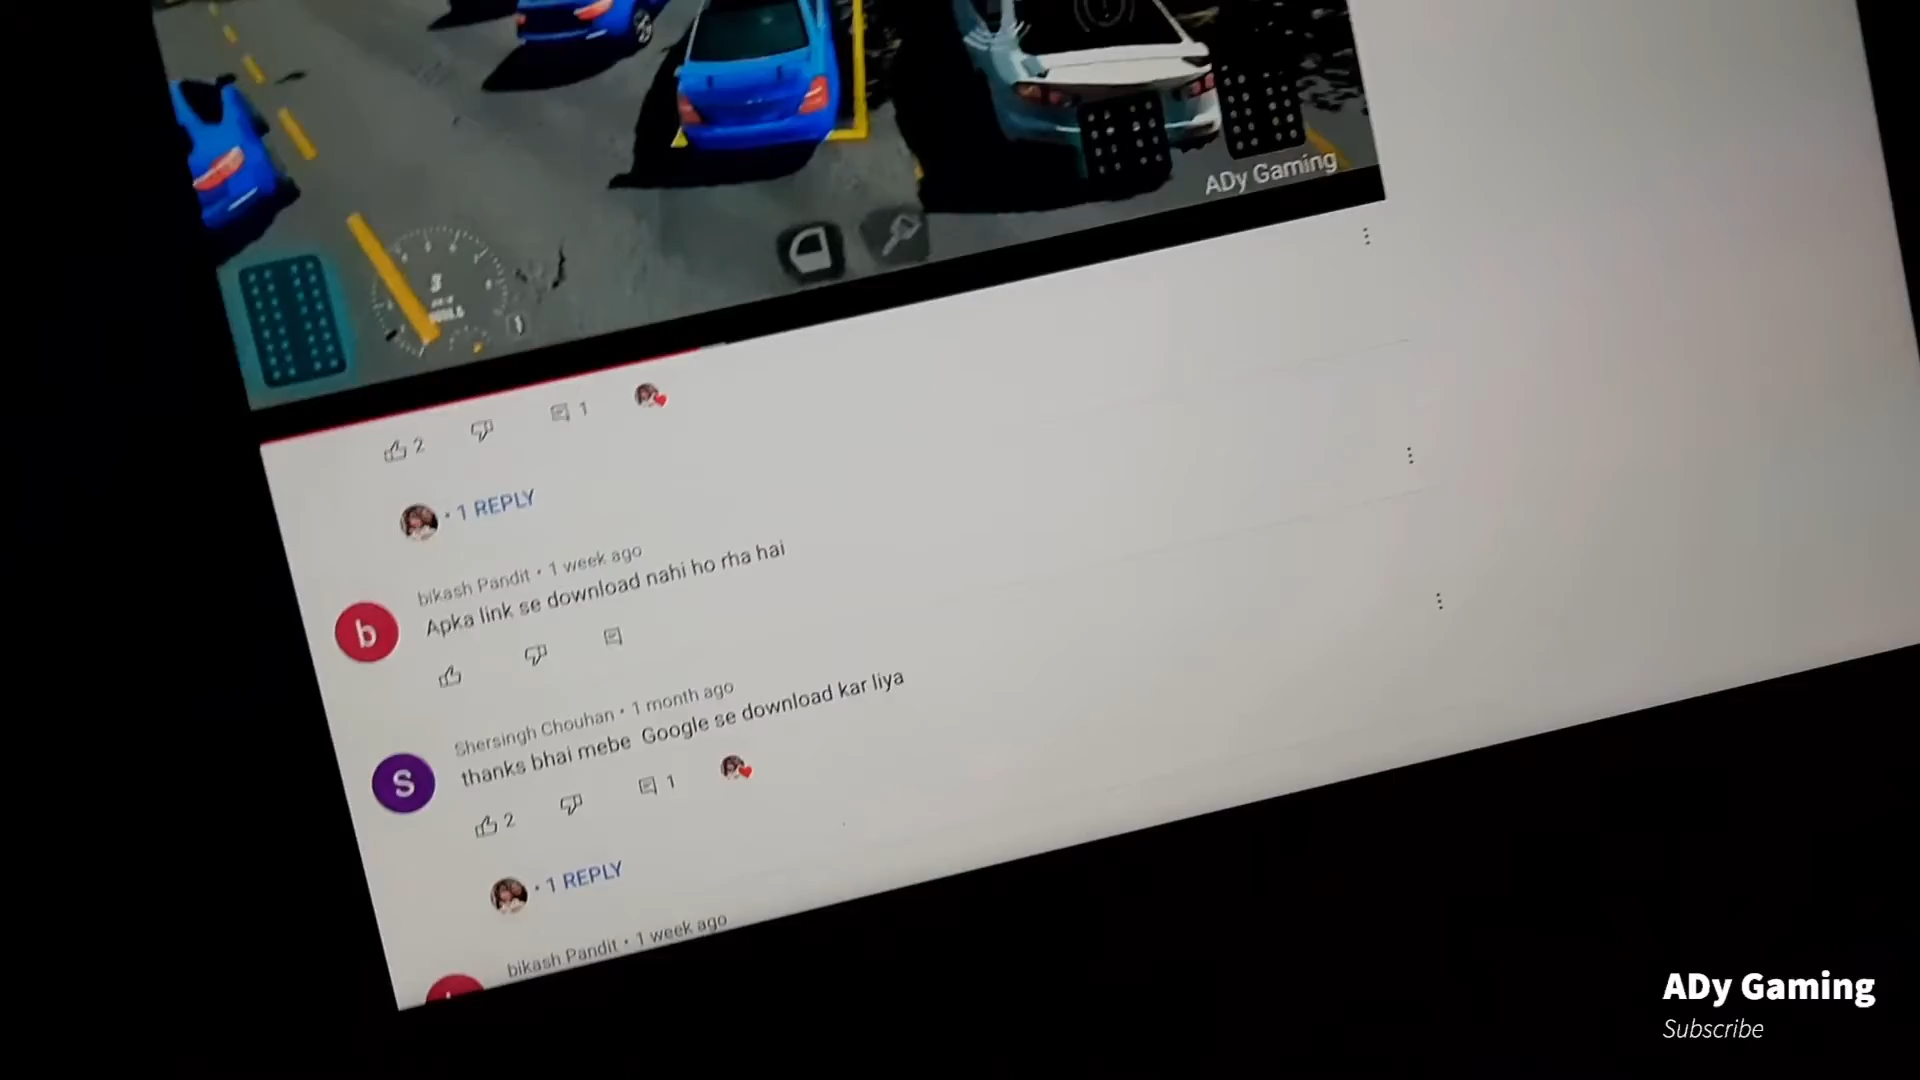 ADy Gaming
2
1
• 1 REPLY
bikash Pandit • 1 week ago
Apka link se download nahi ho rha hai
b
Shersingh Chouhan • 1 month ago
thanks bhai mebe Google se download kar liya
S
2
1
• 1 REPLY
bikash Pandit • 1 week ago
ADy Gaming
Subscribe